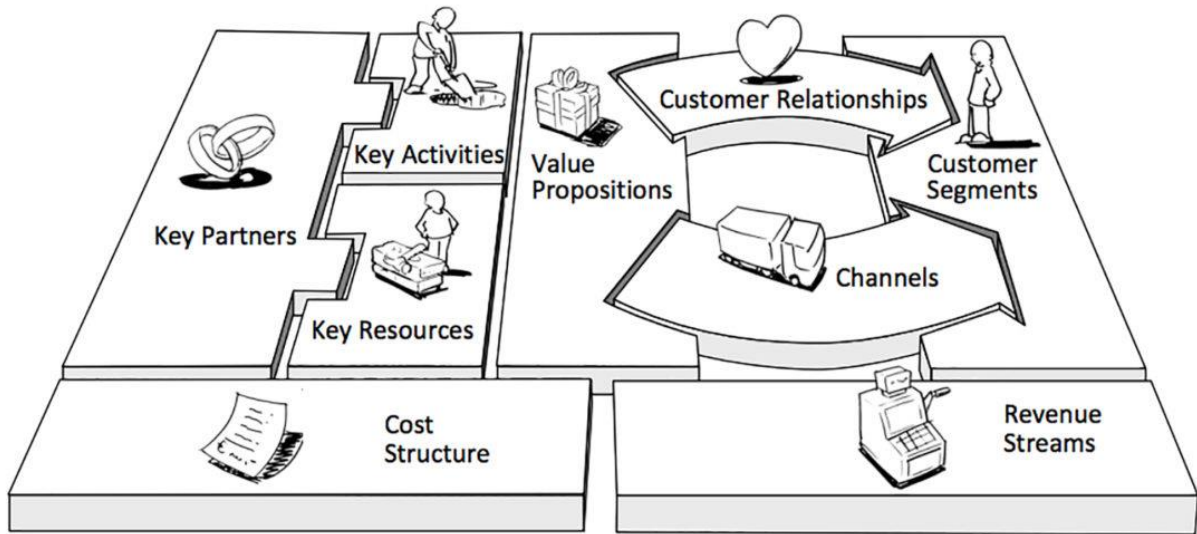 Customer Relationships
Key Activities
Value
Propositions
Customer
Segments
Key Partners
Channels
Key Resources
Cost
Structure
Revenue
Streams